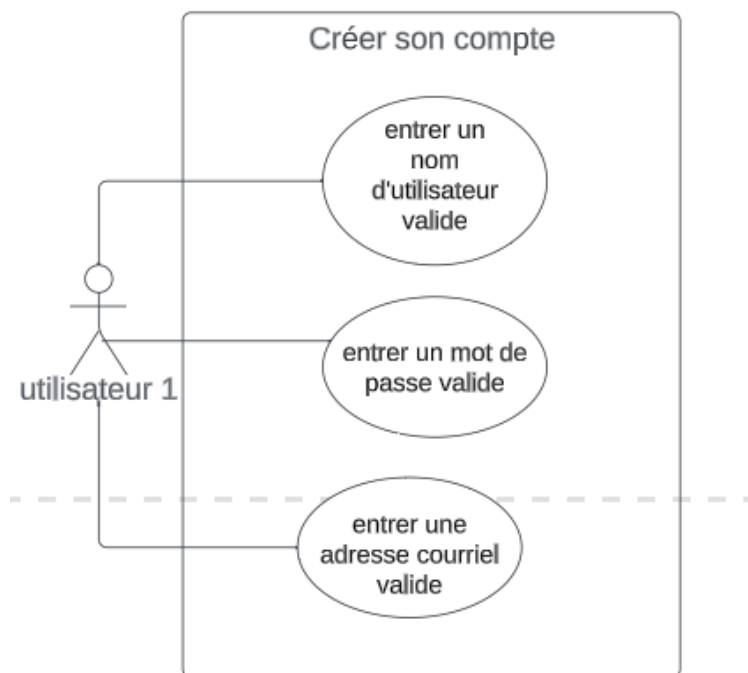 Créer son compte
entrer un
nom
d'utilisateur
valide
entrer un mot de
passe valide
utilisateur 1
entrer une
adresse courriel
valide